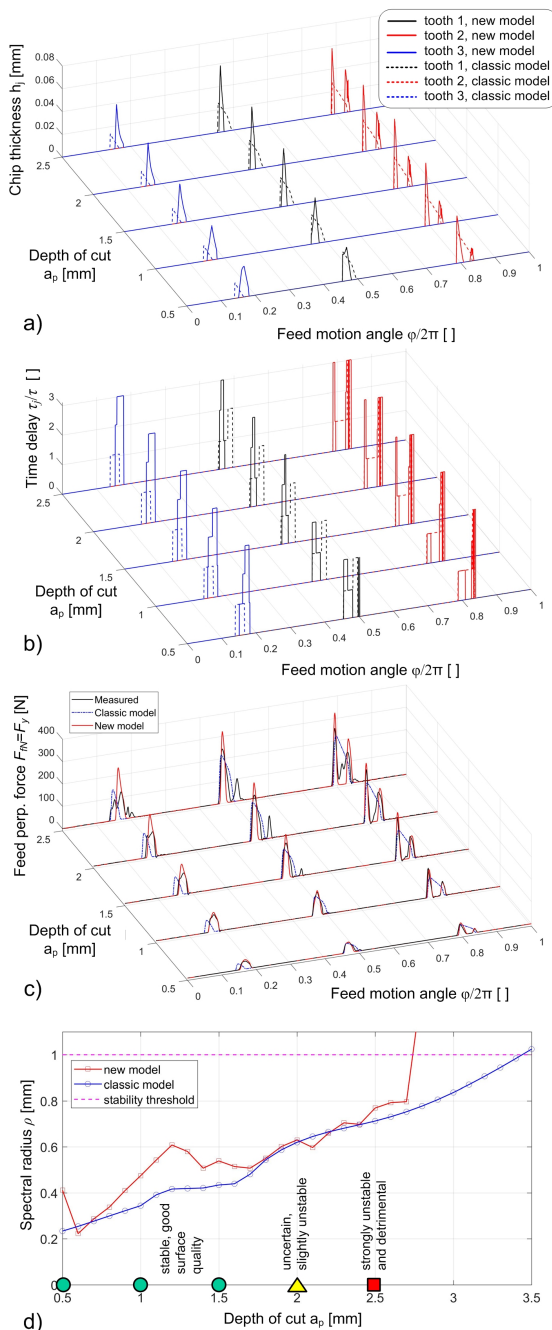 tooth 1, new model
tooth 2, new model
tooth 3, new model
tooth 1, classic model
tooth 2, classic model
tooth 3, classic model
Chip thickness hj [mm]
0.08
0.06
0.04
0.02
0
2.5
2
1.5
1
0.5
Depth of cut
ap [mm]
0
0.1
0.2
0.3
0.4
0.5
0.6
0.7
0.8
0.9
1
Feed motion angle φ/2π [ ]
a)
Time delay τj/τ [ ]
3
2
1
0
2.5
2
1.5
1
0.5
Depth of cut
ap [mm]
0
0.1
0.2
0.3
0.4
0.5
0.6
0.7
0.8
0.9
1
Feed motion angle φ/2π [ ]
b)
Measured
Classic model
New model
Feed perp. force FfN=Fy [N]
400
300
200
100
0
2.5
2
1.5
1
0.5
Depth of cut
ap [mm]
0
0.1
0.2
0.3
0.4
0.5
0.6
0.7
0.8
0.9
1
Feed motion angle φ/2π [ ]
c)
new model
classic model
stability threshold
Spectral radius ρ [mm]
1
0.8
0.6
0.4
0.2
0
stable, good
surface
quality
uncertain,
slightly unstable
strongly unstable
and detrimental
0.5
1
1.5
2
2.5
3
3.5
Depth of cut ap [mm]
d)